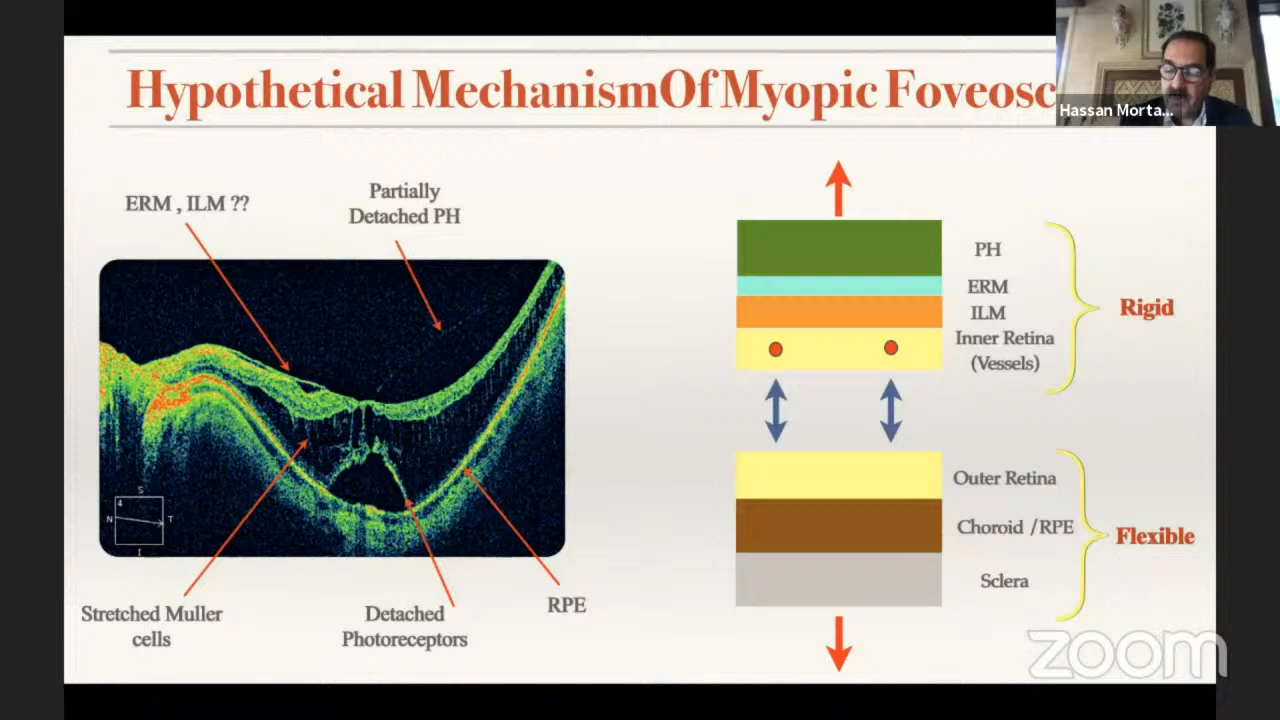 Hypothetical MechanismOf Myopic Foveosc
Hassan Morta...
ERM , ILM ??
Partially
Detached PH
S
4
N
T
I
Stretched Muller
cells
Detached
Photoreceptors
RPE
PH
ERM
ILM
Inner Retina
(Vessels)
Rigid
Outer Retina
Choroid /RPE
Sclera
Flexible
zoom